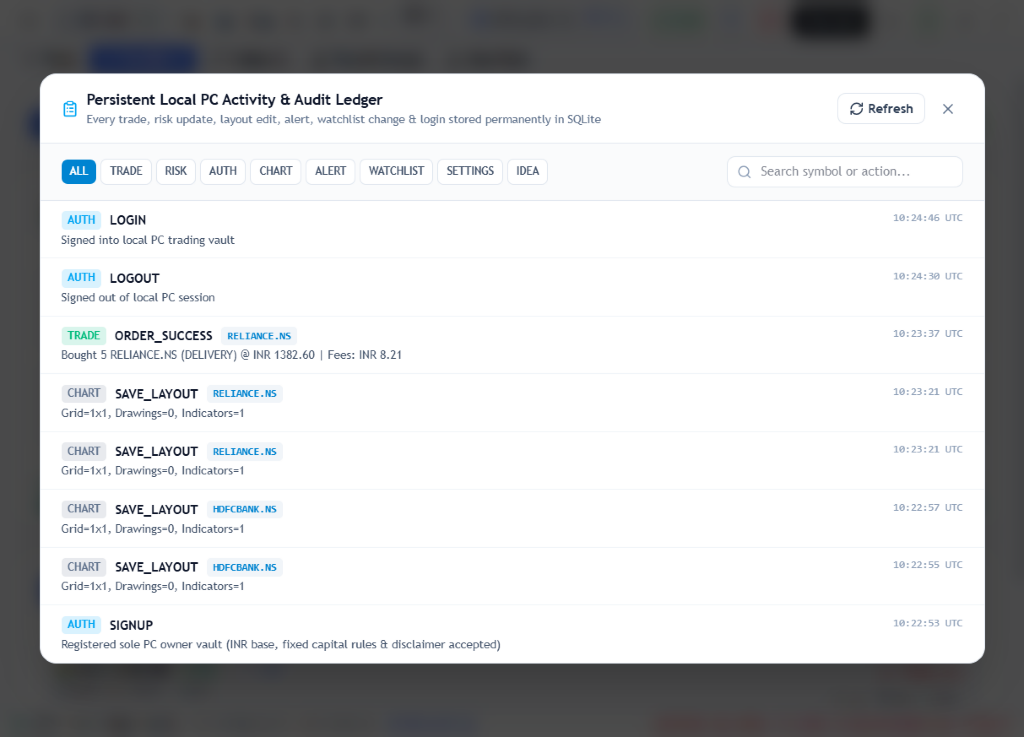 Persistent Local PC Activity & Audit Ledger
Every trade, risk update, layout edit, alert, watchlist change & login stored permanently in SQLite
Refresh
ALL TRADE RISK AUTH CHART ALERT WATCHLIST SETTINGS IDEA
Search symbol or action...
AUTH LOGIN 10:24:46 UTC
Signed into local PC trading vault
AUTH LOGOUT 10:24:30 UTC
Signed out of local PC session
TRADE ORDER_SUCCESS RELIANCE.NS 10:23:37 UTC
Bought 5 RELIANCE.NS (DELIVERY) @ INR 1382.60 | Fees: INR 8.21
CHART SAVE_LAYOUT RELIANCE.NS 10:23:21 UTC
Grid=1x1, Drawings=0, Indicators=1
CHART SAVE_LAYOUT RELIANCE.NS 10:23:21 UTC
Grid=1x1, Drawings=0, Indicators=1
CHART SAVE_LAYOUT HDFCBANK.NS 10:22:57 UTC
Grid=1x1, Drawings=0, Indicators=1
CHART SAVE_LAYOUT HDFCBANK.NS 10:22:55 UTC
Grid=1x1, Drawings=0, Indicators=1
AUTH SIGNUP 10:22:53 UTC
Registered sole PC owner vault (INR base, fixed capital rules & disclaimer accepted)